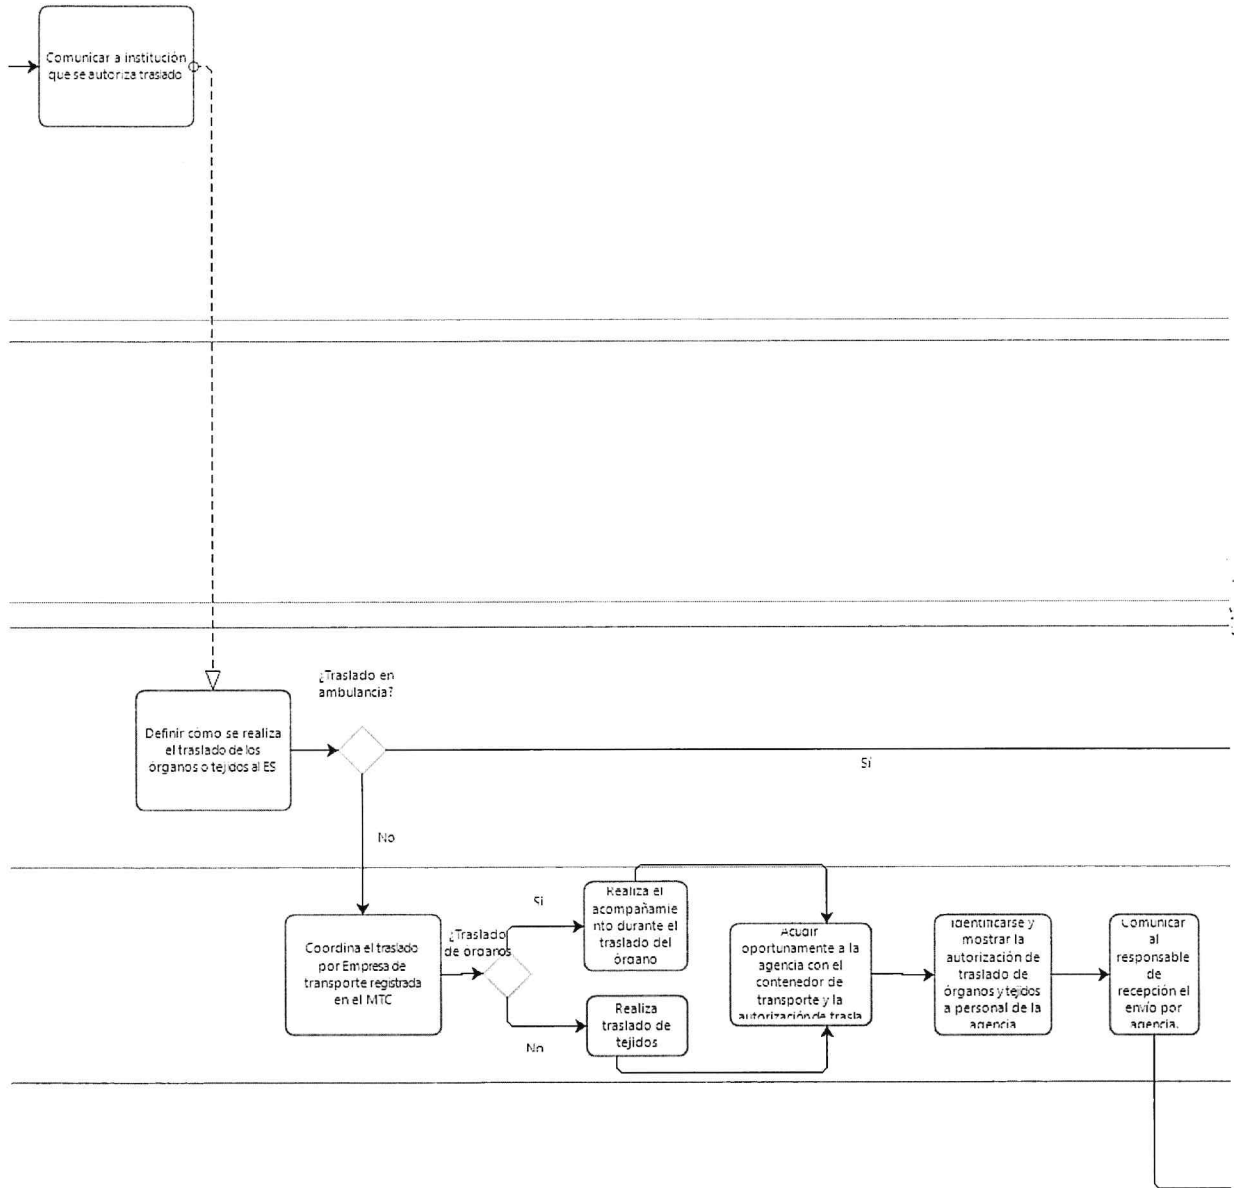 Comunicar a institución
que se autoriza traslado
¿Traslado en
ambulancia?
Definir cómo se realiza
el traslado de los
órganos o tejidos al ES
Sí
No
Coordina el traslado
por Empresa de
transporte registrada
en el MTC
¿Traslado
de órganos
Sí
No
Realiza el
acompañamie
nto durante el
traslado del
órgano
Realiza
traslado de
tejidos
Acudir
oportunamente a la
agencia con el
contenedor de
transporte y la
autorización de trasla
Identificarse y
mostrar la
autorización de
traslado de
órganos y tejidos
a personal de la
agencia
Comunicar
al
responsable
de
recepción el
envío por
agencia.